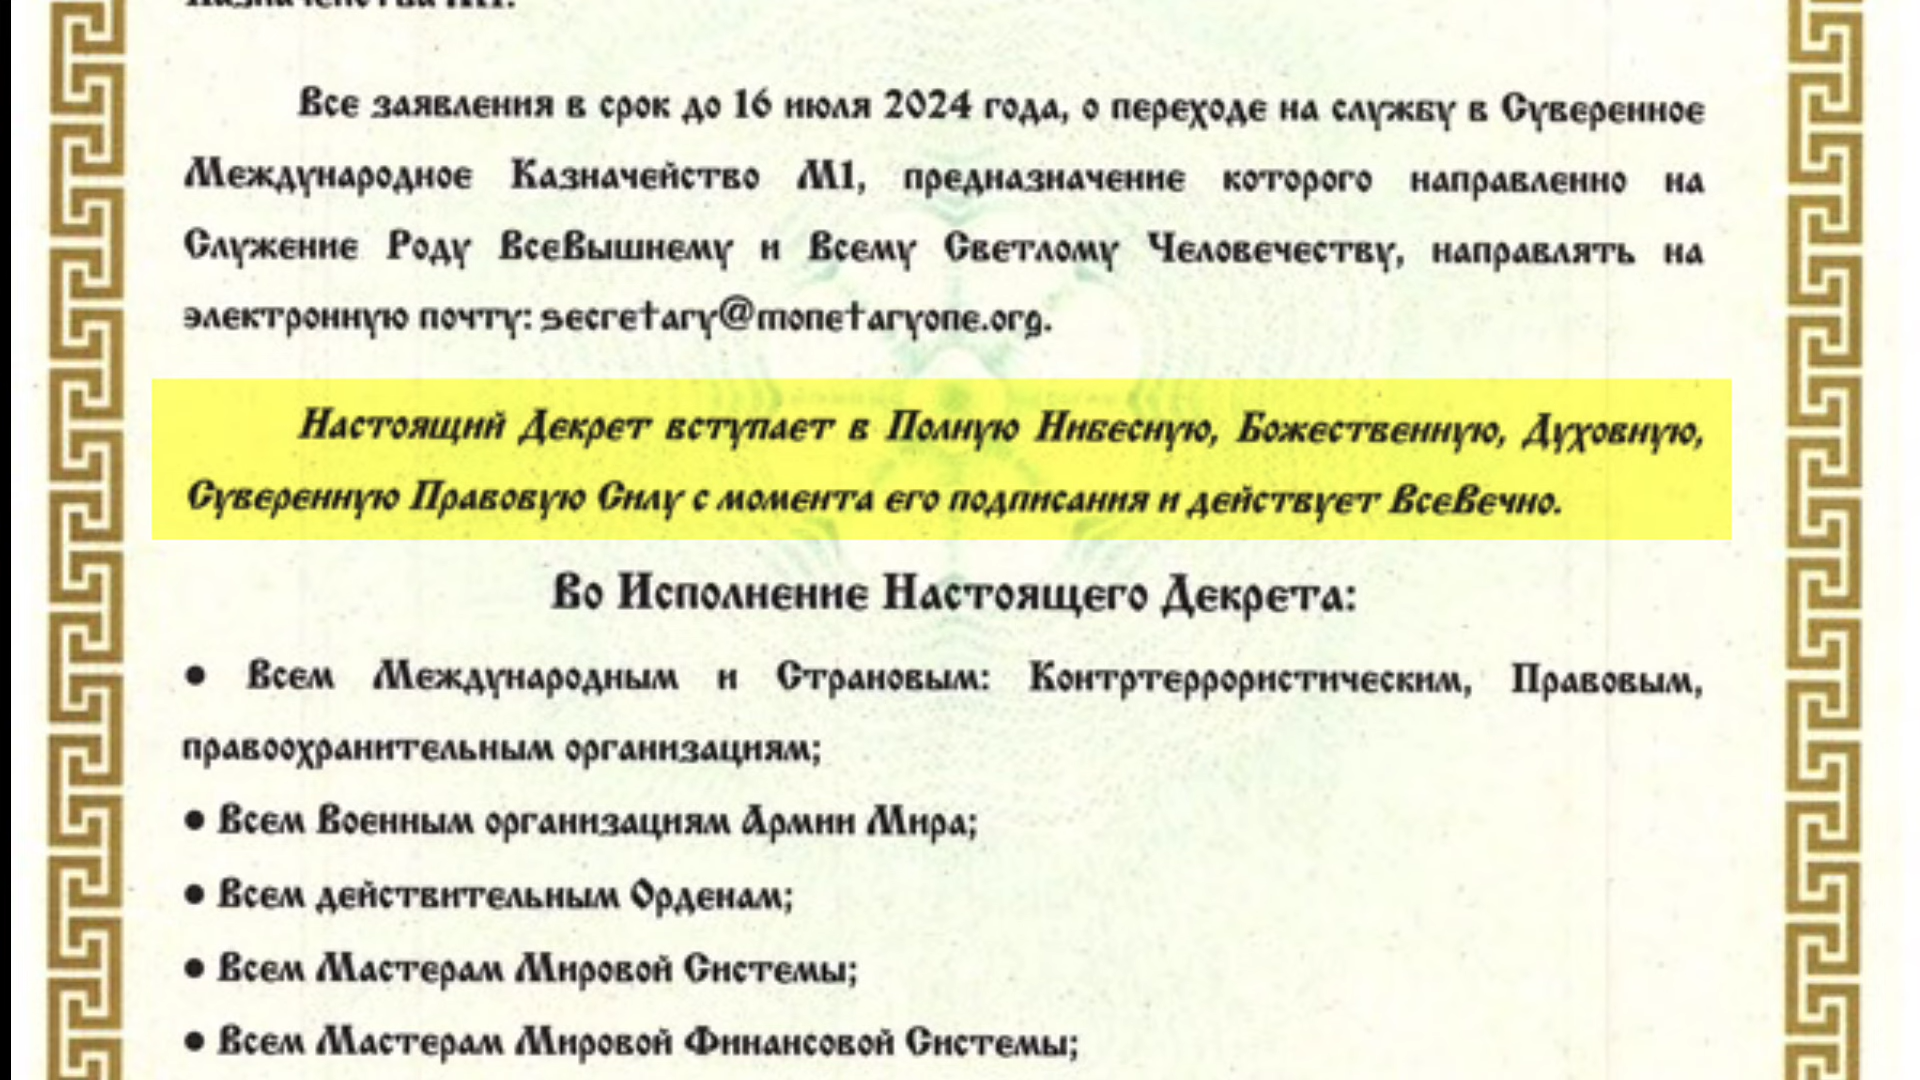 Казначейства М1.
Все заявления в срок до 16 июля 2024 года, о переходе на службу в Суверенное
Международное Казначейство М1, предназначение которого направленно на
Служение Роду ВсеВышнему и Всему Светлому Человечеству, направлять на
электронную почту: secretary@monetaryone.org.
Настоящий Декрет вступает в Полную Нибесную, Божественную, Духовную,
Суверенную Правовую Силу с момента его подписания и действует ВсеВечно.
Во Исполнение Настоящего Декрета:
● Всем Международным и Страновым: Контртеррористическим, Правовым,
правоохранительным организациям;
● Всем Военным организациям Армии Мира;
● Всем действительным Орденам;
● Всем Мастерам Мировой Системы;
● Всем Мастерам Мировой Финансовой Системы;